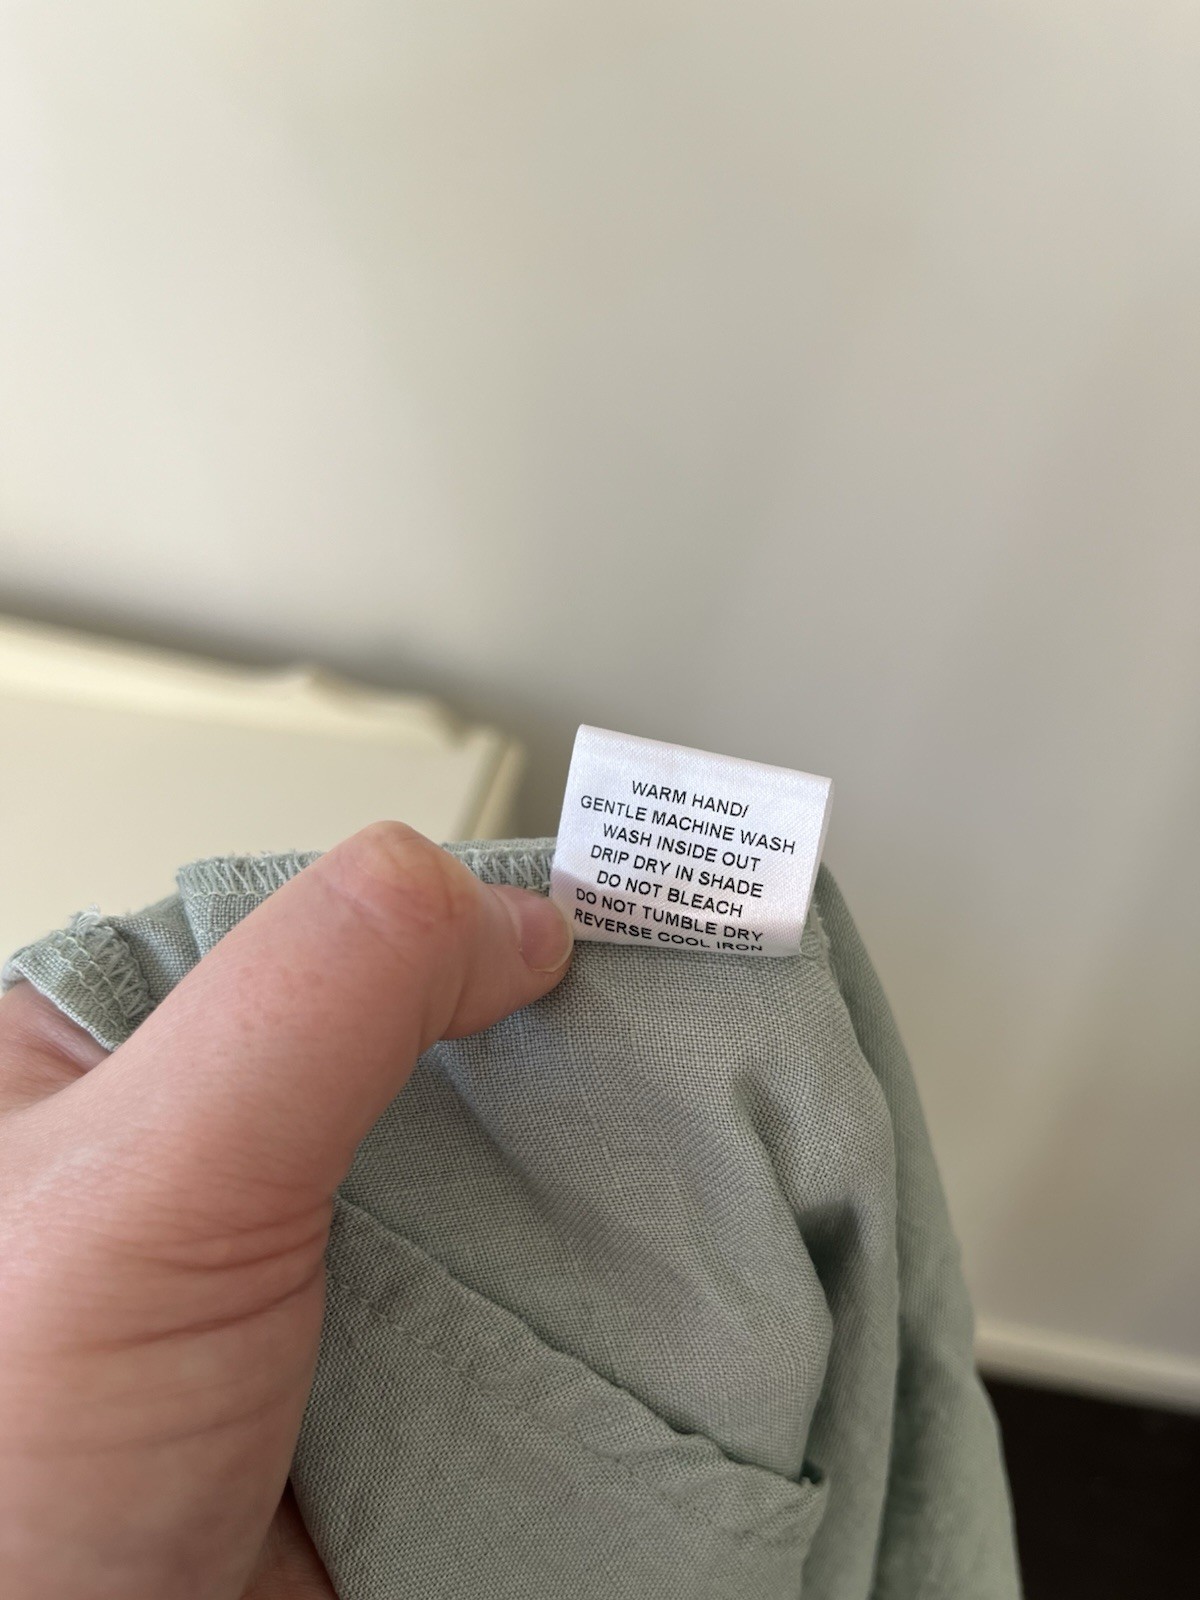 WARM HAND/
GENTLE MACHINE WASH
WASH INSIDE OUT
DRIP DRY IN SHADE
DO NOT BLEACH
DO NOT TUMBLE DRY
REVERSE COOL IRON